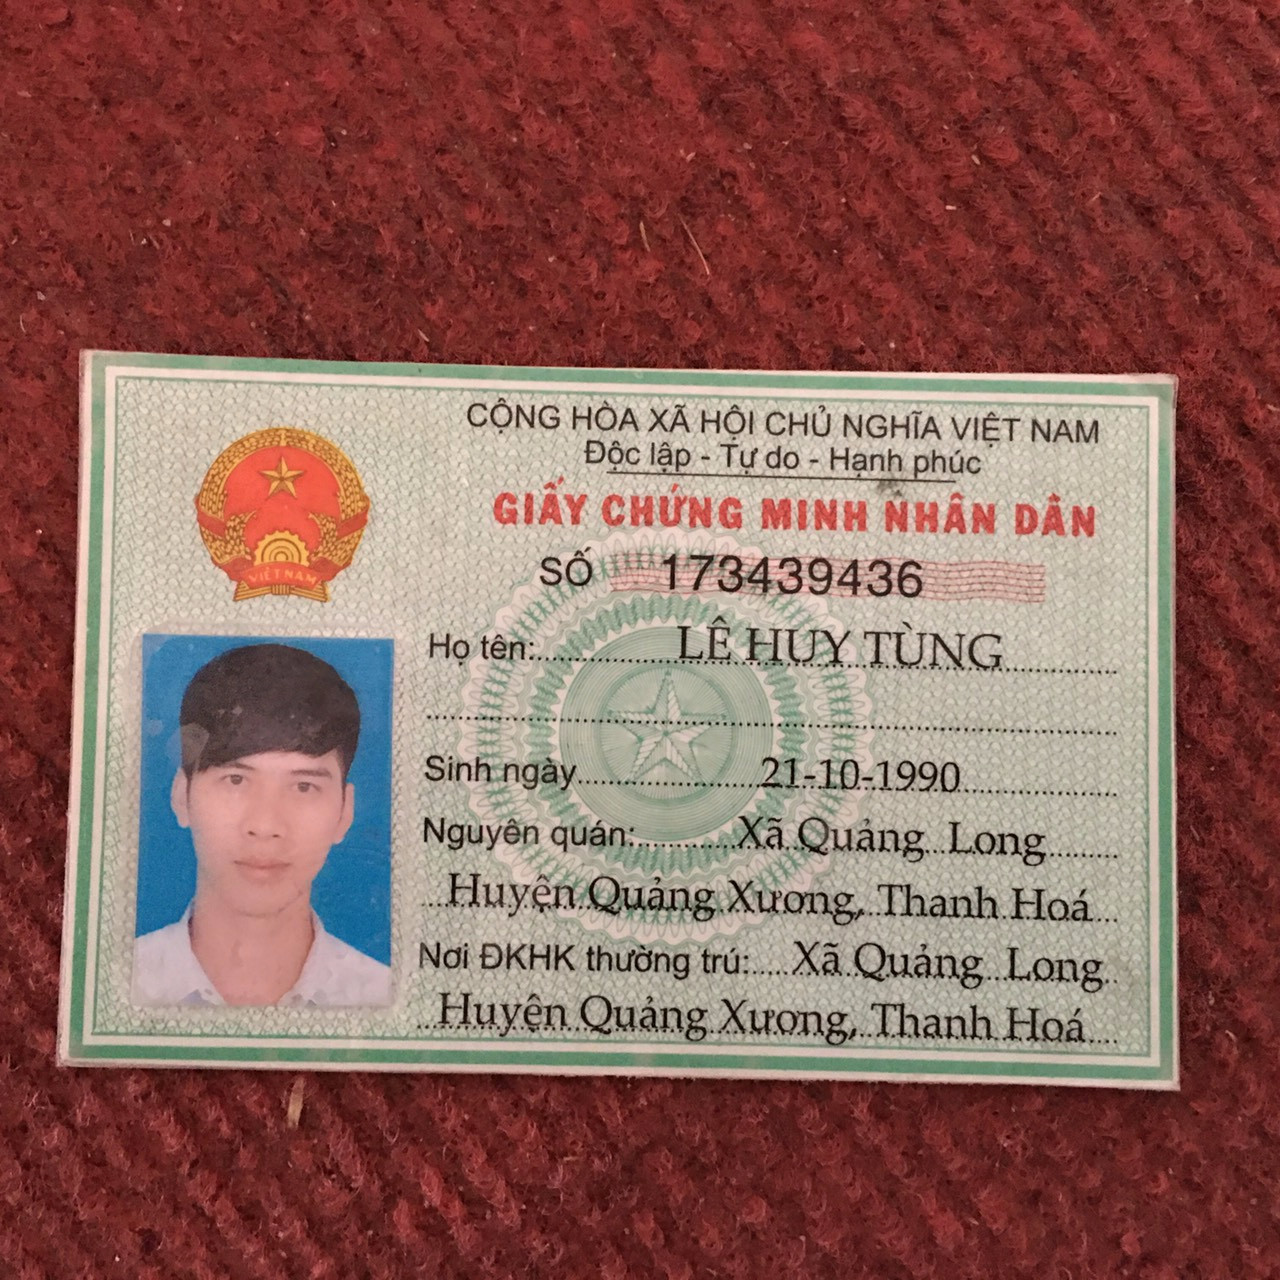 CỘNG HÒA XÃ HỘI CHỦ NGHĨA VIỆT NAM
Độc lập - Tự do - Hạnh phúc
GIẤY CHỨNG MINH NHÂN DÂN
SỐ 173439436
VIỆT NAM
Họ tên: LÊ HUY TÙNG
Sinh ngày 21-10-1990
Nguyên quán: Xã Quảng Long
Huyện Quảng Xương, Thanh Hoá
Nơi ĐKHK thường trú: Xã Quảng Long
Huyện Quảng Xương, Thanh Hoá